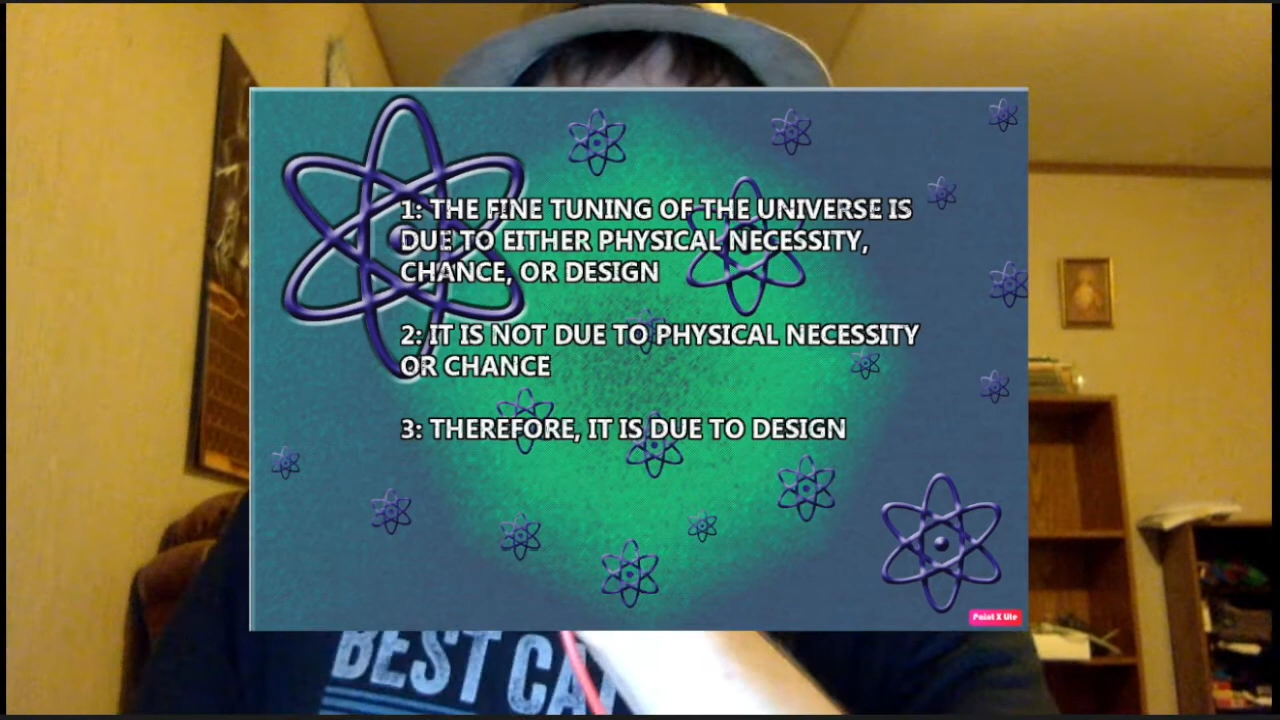 1: THE FINE TUNING OF THE UNIVERSE IS
DUE TO EITHER PHYSICAL NECESSITY,
CHANCE, OR DESIGN
2: IT IS NOT DUE TO PHYSICAL NECESSITY
OR CHANCE
3: THEREFORE, IT IS DUE TO DESIGN
Paint X Lite
BEST